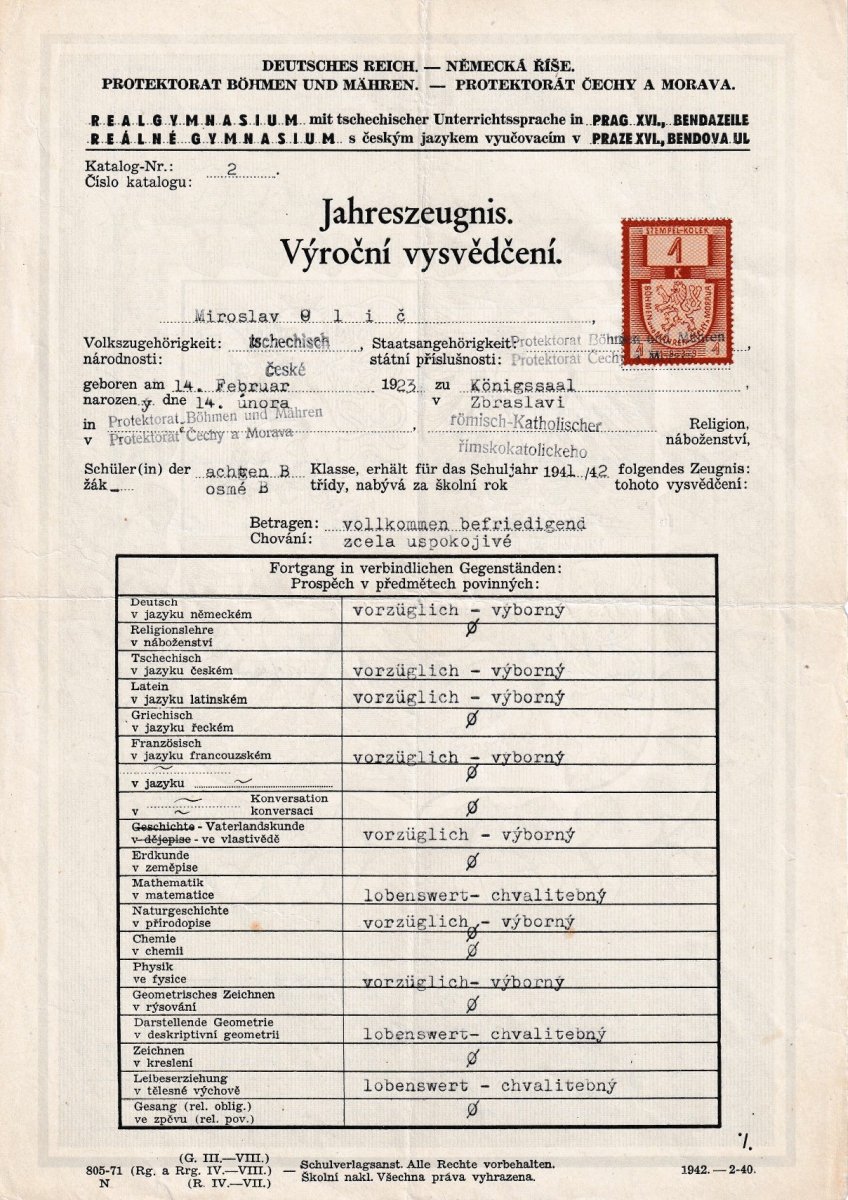 DEUTSCHES REICH. — NĚMECKÁ ŘÍŠE.
PROTEKTORAT BÖHMEN UND MÄHREN. — PROTEKTORÁT ČECHY A MORAVA.
REALGYMNASIUM mit tschechischer Unterrichtssprache in PRAG XVI., BENDAZEILE
REÁLNÉ GYMNASIUM s českým jazykem vyučovacím v PRAZE XVI., BENDOVA UL
Katalog-Nr.: 2
Číslo katalogu:
Jahreszeugnis.
Výroční vysvědčení.
STEMPEL-KOLEK
1
K
BÖHMEN UND MÄHREN ČECHY A MORAVA
1 1
Miroslav O l i č ,
Volkszugehörigkeit: tschechisch , Staatsangehörigkeit: Protektorat Böhmen und Mähren ,
národnosti: české státní příslušnosti: Protektorát Čechy a Morava
geboren am 14. Februar 1923 zu Königssaal ,
narozen ý dne 14. února v Zbraslavi
in Protektorat Böhmen und Mähren , römisch-Katholischer Religion,
v Protektorát Čechy a Morava římskokatolickeho náboženství,
Schüler(in) der achten B Klasse, erhält für das Schuljahr 1941/42 folgendes Zeugnis:
žák osmé B třídy, nabývá za školní rok tohoto vysvědčení:
Betragen: vollkommen befriedigend
Chování: zcela uspokojivé
Fortgang in verbindlichen Gegenständen:
Prospěch v předmětech povinných:
Deutsch
v jazyku německém vorzüglich - výborný
Religionslehre Ø
v náboženství
Tschechisch
v jazyku českém vorzüglich - výborný
Latein
v jazyku latinském vorzüglich - výborný
Griechisch Ø
v jazyku řeckém
Französisch
v jazyku francouzském vorzüglich - výborný
~ Ø
v jazyku ~
~ Konversation Ø
v ~ konversaci
Geschichte - Vaterlandskunde
v dějepise - ve vlastivědě vorzüglich - výborný
Erdkunde Ø
v zeměpise
Mathematik
v matematice lobenswert- chvalitebný
Naturgeschichte
v přírodopise vorzüglich - výborný
Ø
Chemie Ø
v chemii
Physik
ve fysice vorzüglich- výborný
Geometrisches Zeichnen Ø
v rýsování
Darstellende Geometrie
v deskriptivní geometrii lobenswert- chvalitebný
Zeichnen Ø
v kreslení
Leibeserziehung
v tělesné výchově lobenswert - chvalitebný
Gesang (rel. oblig.) Ø
ve zpěvu (rel. pov.)
·/.
(G. III.—VIII.)
805-71 (Rg. a Rrg. IV.—VIII.) — Schulverlagsanst. Alle Rechte vorbehalten. 1942. — 2-40.
N (R. IV.—VII.) Školní nakl. Všechna práva vyhrazena.